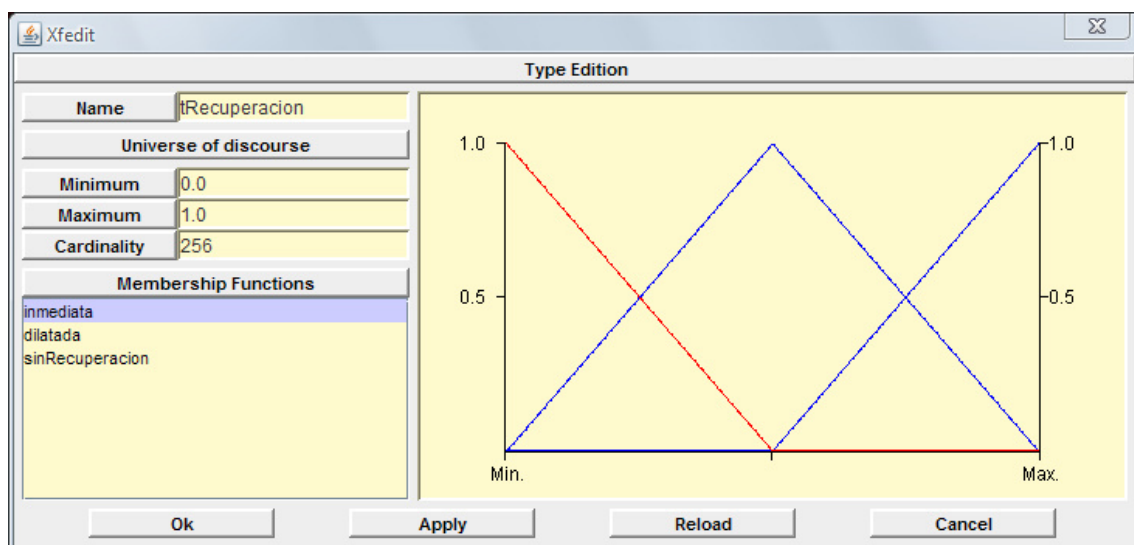 Xfedit
Type Edition
Name tRecuperacion
Universe of discourse
Minimum 0.0
Maximum 1.0
Cardinality 256
Membership Functions
inmediata
dilatada
sinRecuperacion
1.0 1.0
0.5 0.5
Min. Max.
Ok Apply Reload Cancel